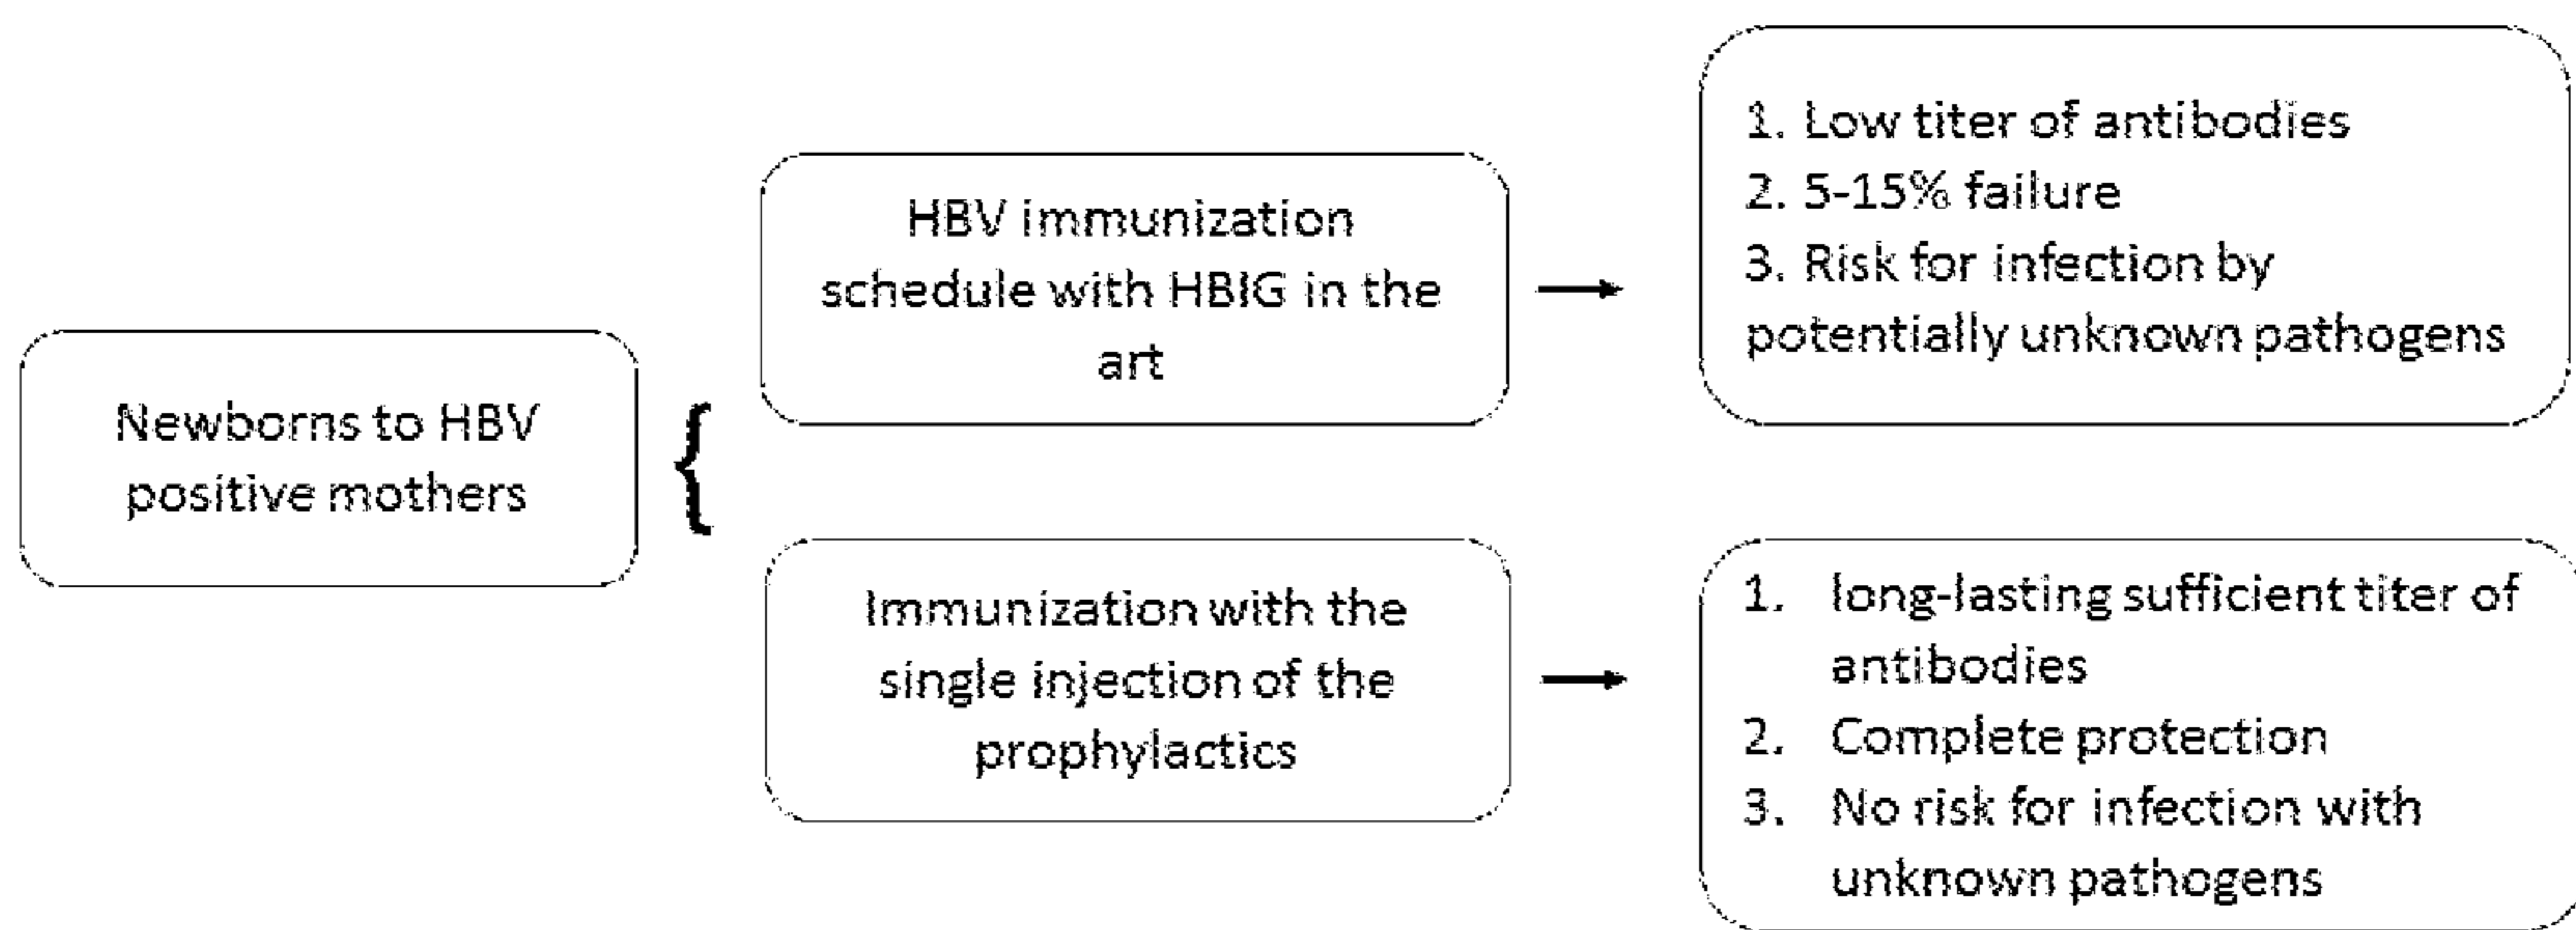 Newborns to HBV
positive mothers
{
HBV immunization
schedule with HBIG in the
art
1. Low titer of antibodies
2. 5-15% failure
3. Risk for infection by
potentially unknown pathogens
Immunization with the
single injection of the
prophylactics
1. long-lasting sufficient titer of
antibodies
2. Complete protection
3. No risk for infection with
unknown pathogens